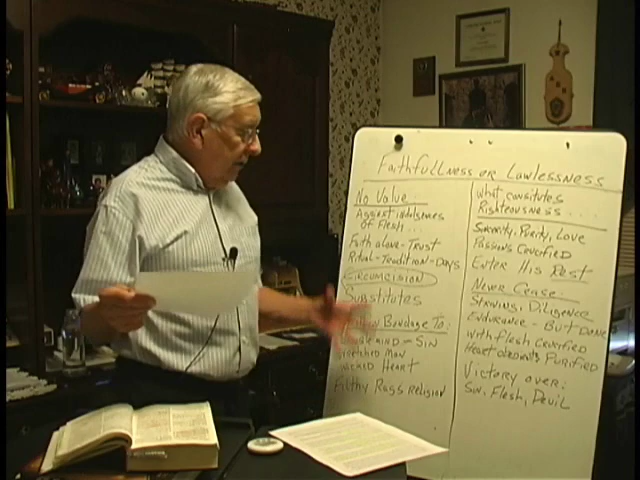 Faithfullness or Lawlessness
No Value...
Against indulgences
of Flesh...
Faith alone - Trust
Ritual - Tradition - Days
Circumcision
Substitutes
Bondage To:
Mind - Sin
Wretched Man
Wicked Heart
Filthy Rags Religion
What constitutes
Righteousness....
Sincerity, Purity, Love
Passions Crucified
Enter His Rest
Never Cease...
Striving, Diligence
Endurance - But Done
with flesh crucified
Heart Purified
Victory over:
Sin, Flesh, Devil